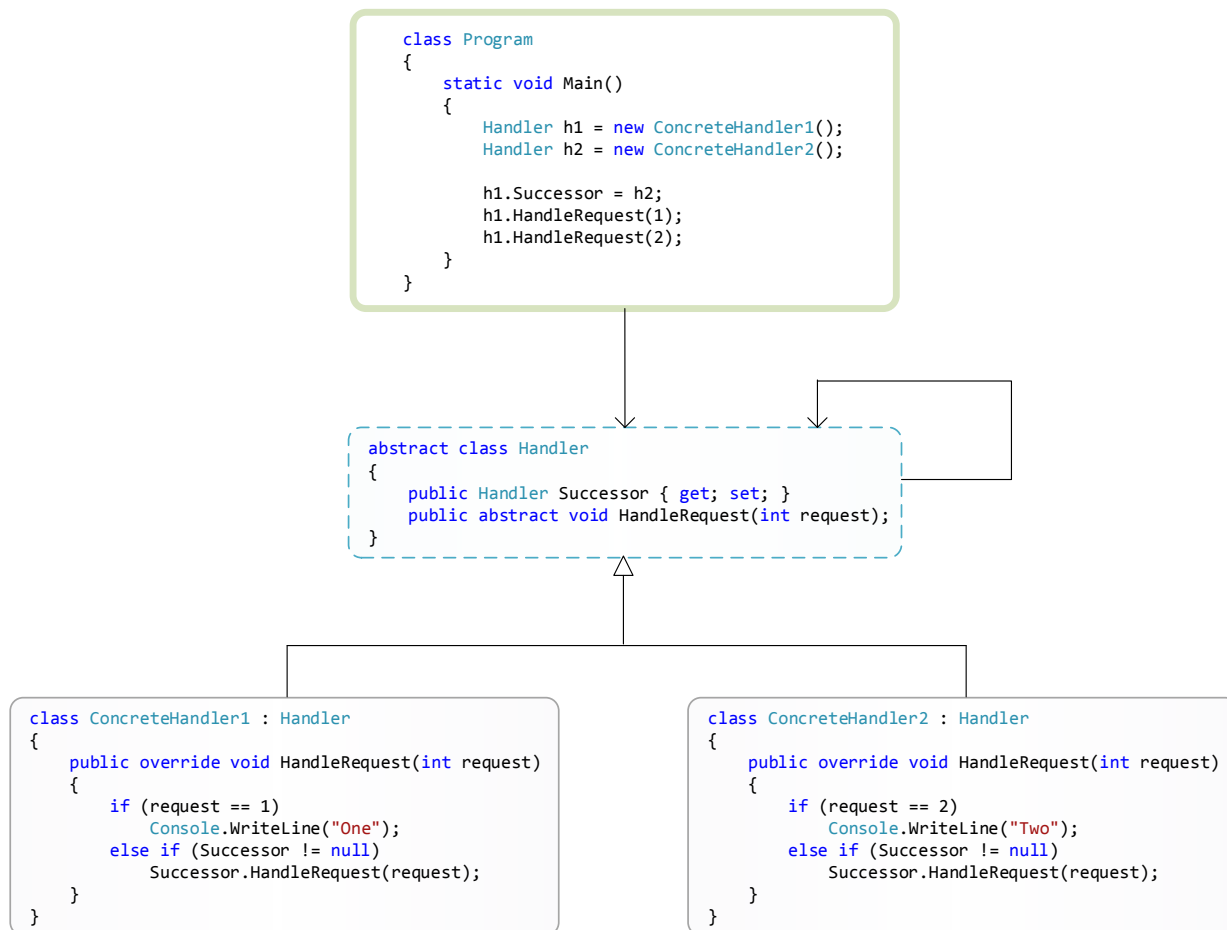 class Program
{
    static void Main()
    {
        Handler h1 = new ConcreteHandler1();
        Handler h2 = new ConcreteHandler2();

        h1.Successor = h2;
        h1.HandleRequest(1);
        h1.HandleRequest(2);
    }
}
abstract class Handler
{
    public Handler Successor { get; set; }
    public abstract void HandleRequest(int request);
}
class ConcreteHandler1 : Handler
{
    public override void HandleRequest(int request)
    {
        if (request == 1)
            Console.WriteLine("One");
        else if (Successor != null)
            Successor.HandleRequest(request);
    }
}
class ConcreteHandler2 : Handler
{
    public override void HandleRequest(int request)
    {
        if (request == 2)
            Console.WriteLine("Two");
        else if (Successor != null)
            Successor.HandleRequest(request);
    }
}